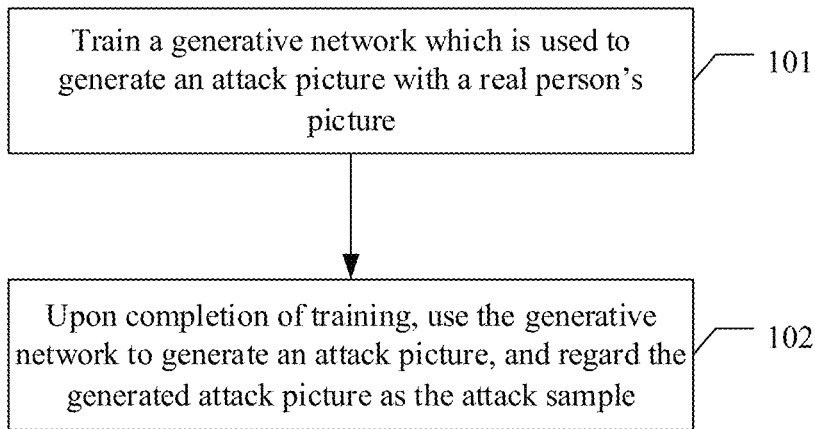 Train a generative network which is used to
generate an attack picture with a real person's
picture
101
Upon completion of training, use the generative
network to generate an attack picture, and regard the
generated attack picture as the attack sample
102